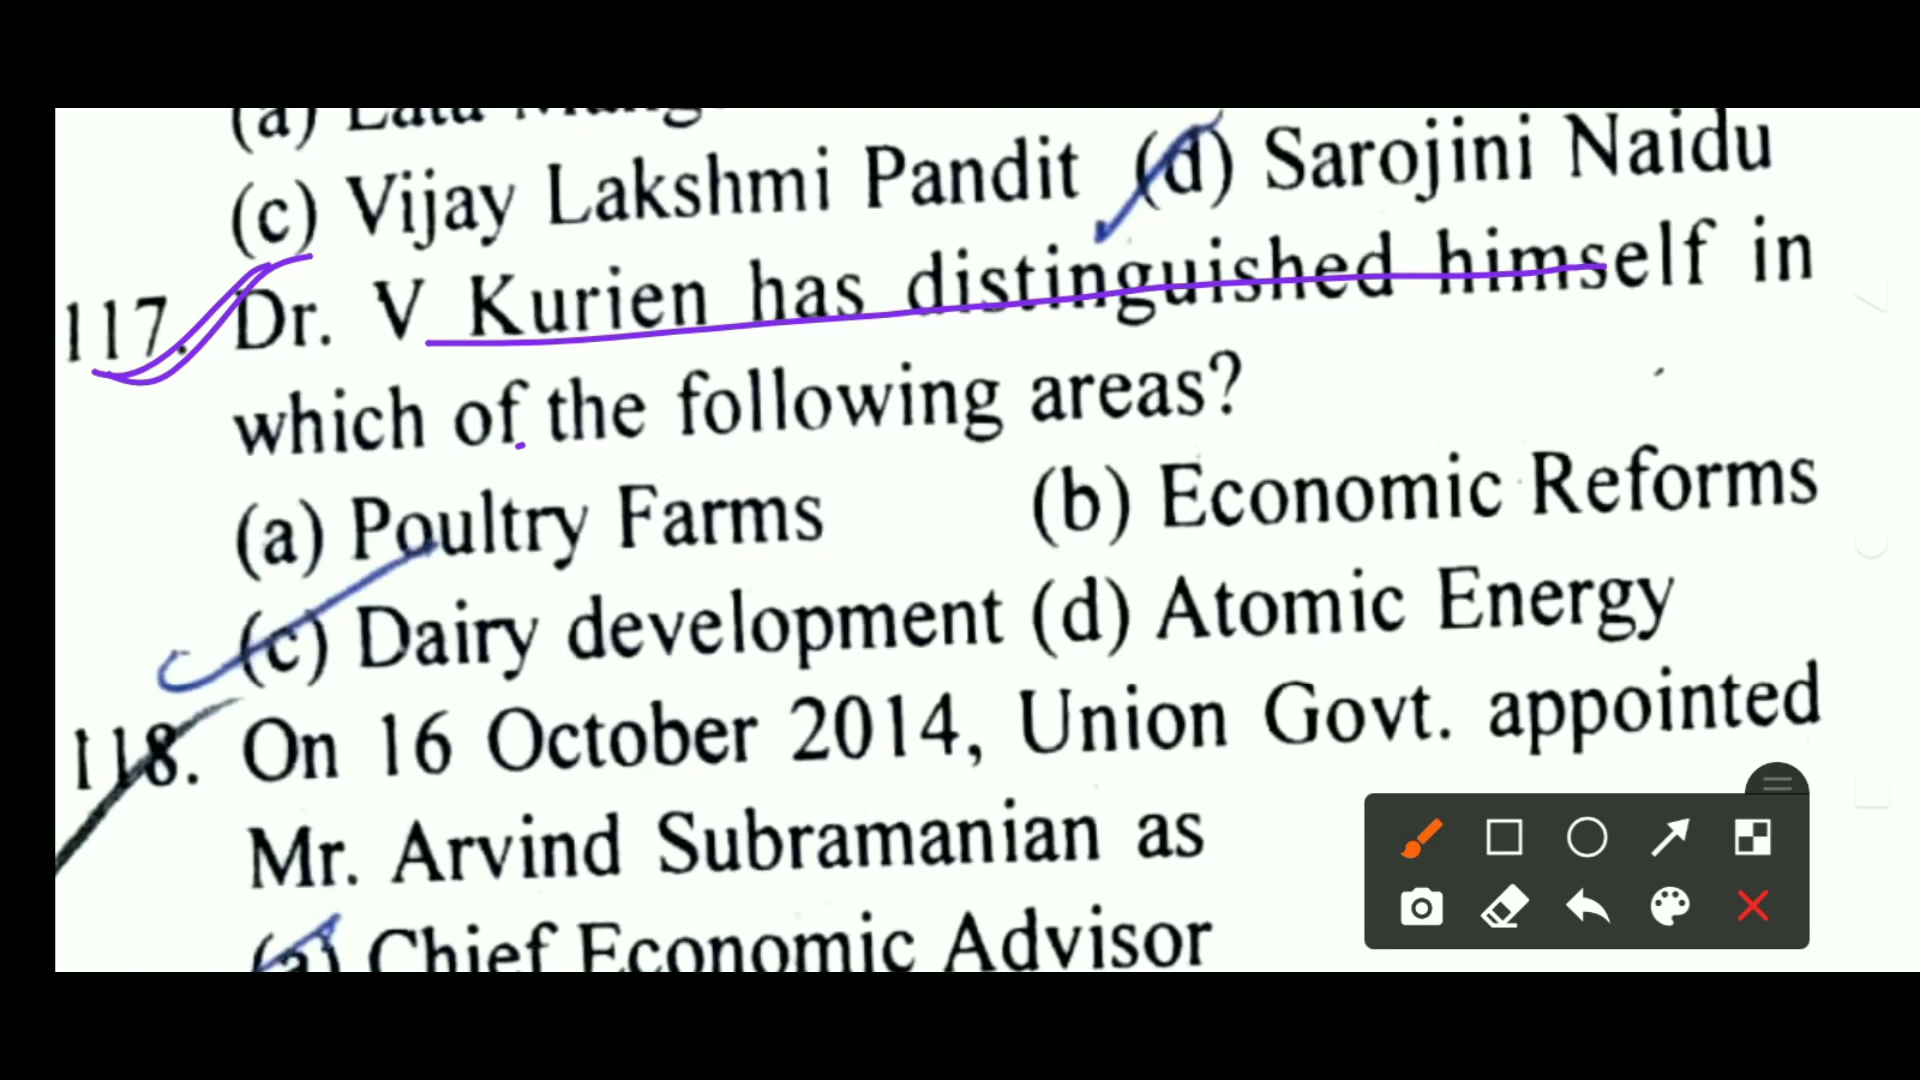 (a) Lata Mang
(c) Vijay Lakshmi Pandit (d) Sarojini Naidu
117. Dr. V Kurien has distinguished himself in
which of the following areas?
(a) Poultry Farms (b) Economic Reforms
(c) Dairy development (d) Atomic Energy
118. On 16 October 2014, Union Govt. appointed
Mr. Arvind Subramanian as
(a) Chief Economic Advisor